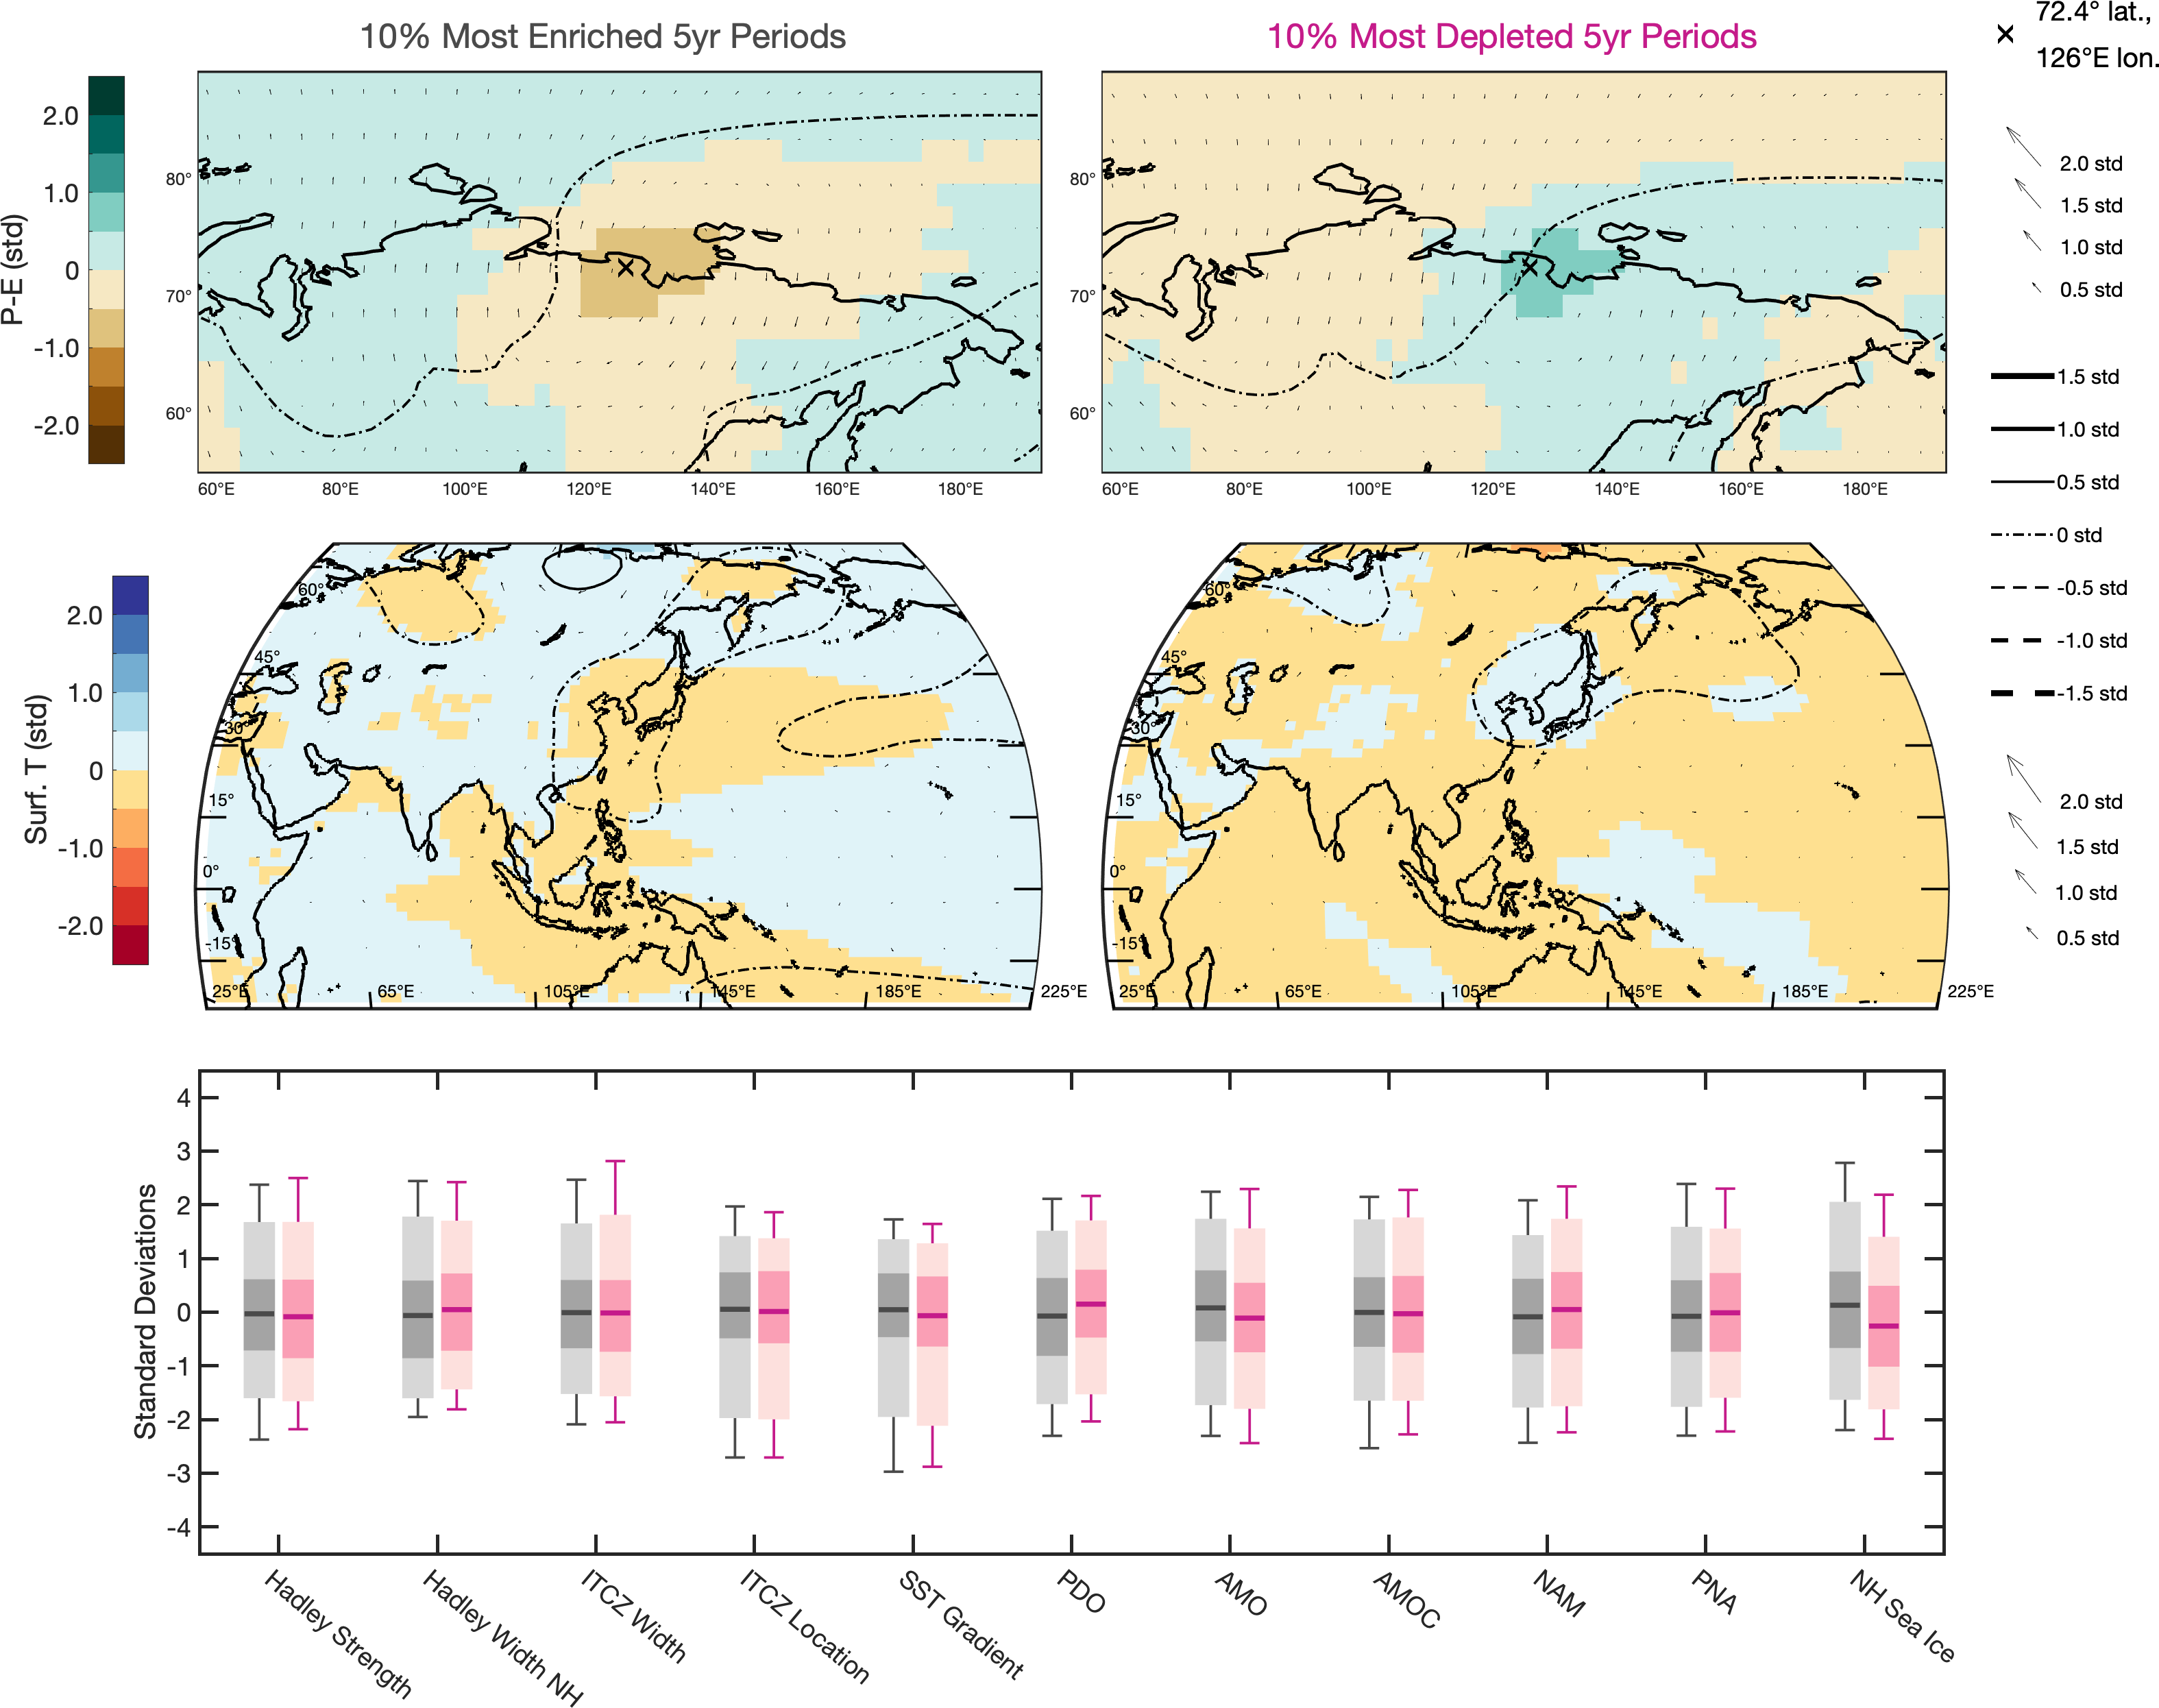 10% Most Enriched 5yr Periods
10% Most Depleted 5yr Periods
72.4° lat.,
126°E lon.
P-E (std)
2.0
1.0
0
-1.0
-2.0
80°
70°
60°
60°E 80°E 100°E 120°E 140°E 160°E 180°E
80°
70°
60°
60°E 80°E 100°E 120°E 140°E 160°E 180°E
2.0 std
1.5 std
1.0 std
0.5 std
1.5 std
1.0 std
0.5 std
0 std
-0.5 std
-1.0 std
-1.5 std
Surf. T (std)
2.0
1.0
0
-1.0
-2.0
60°
45°
30°
15°
0°
-15°
25°E 65°E 105°E 145°E 185°E 225°E
60°
45°
30°
15°
0°
-15°
25°E 65°E 105°E 145°E 185°E 225°E
2.0 std
1.5 std
1.0 std
0.5 std
Standard Deviations
4
3
2
1
0
-1
-2
-3
-4
Hadley Strength
Hadley Width NH
ITCZ Width
ITCZ Location
SST Gradient
PDO
AMO
AMOC
NAM
PNA
NH Sea Ice